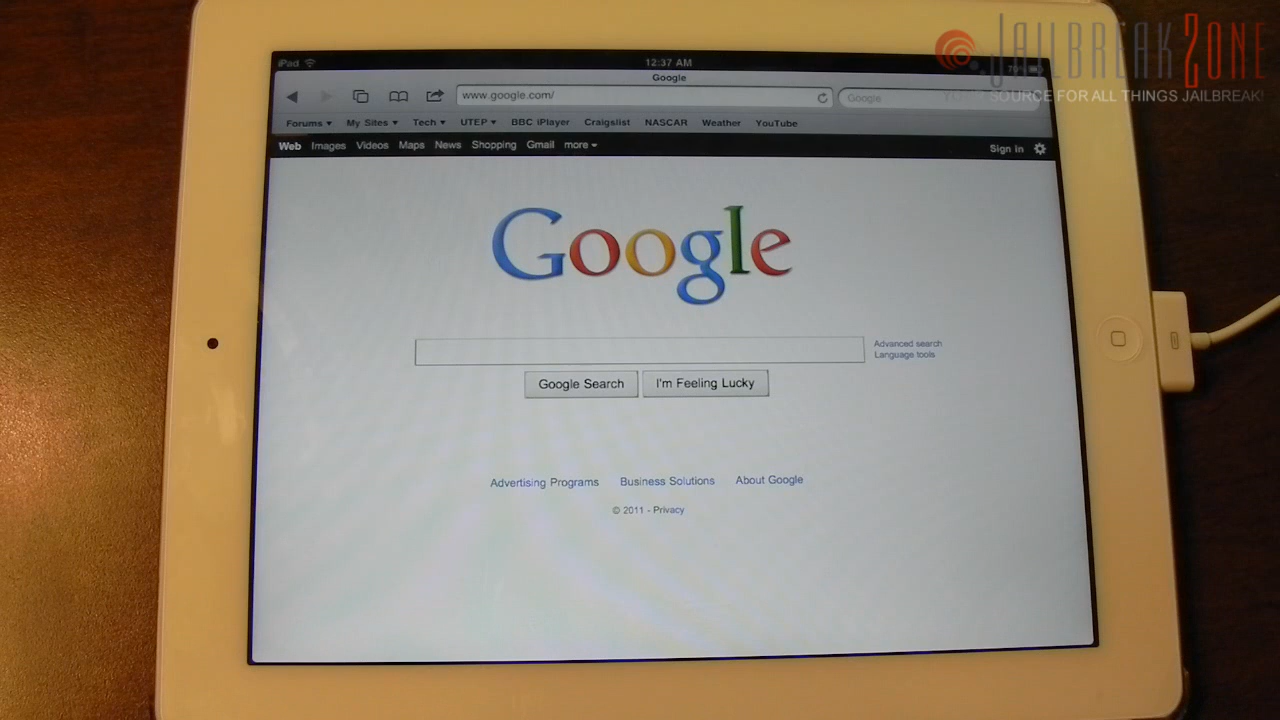 JAILBREAKZONE
YOUR SOURCE FOR ALL THINGS JAILBREAK!
iPad 12:37 AM
Google
www.google.com/ Google
Forums My Sites Tech UTEP BBC iPlayer Craigslist NASCAR Weather YouTube
Web Images Videos Maps News Shopping Gmail more Sign in
Google
Advanced search
Language tools
Google Search I'm Feeling Lucky
Advertising Programs Business Solutions About Google
© 2011 - Privacy